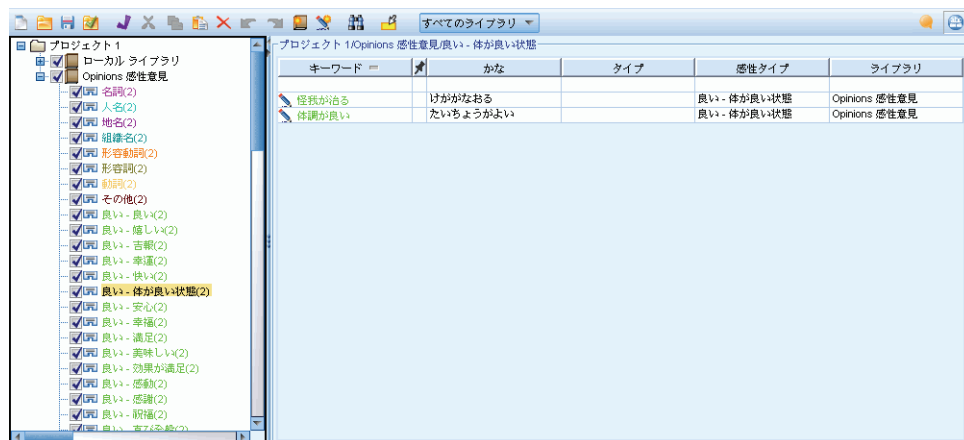 すべてのライブラリ
プロジェクト 1
ローカル ライブラリ
Opinions 感性意見
名詞(2)
人名(2)
地名(2)
組織名(2)
形容動詞(2)
形容詞(2)
動詞(2)
その他(2)
良い - 良い(2)
良い - 嬉しい(2)
良い - 吉報(2)
良い - 幸運(2)
良い - 快い(2)
良い - 体が良い状態(2)
良い - 安心(2)
良い - 幸福(2)
良い - 満足(2)
良い - 美味しい(2)
良い - 効果が満足(2)
良い - 感動(2)
良い - 感謝(2)
良い - 祝福(2)
プロジェクト 1/Opinions 感性意見/良い - 体が良い状態
キーワード かな タイプ 感性タイプ ライブラリ
怪我が治る けががなおる 良い - 体が良い状態 Opinions 感性意見
体調が良い たいちょうがよい 良い - 体が良い状態 Opinions 感性意見